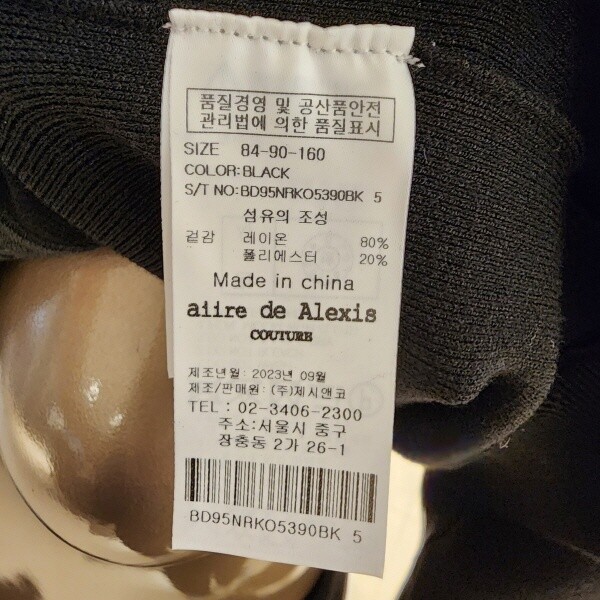 품질경영 및 공산품안전
관리법에 의한 품질표시
SIZE 84-90-160
COLOR:BLACK
S/T NO:BD95NRKO5390BK 5
섬유의 조성
겉감 레이온 80%
폴리에스터 20%
Made in china
aiire de Alexis
COUTURE
제조년월 : 2023년 09월
제조/판매원 : (주)제시앤코
TEL : 02-3406-2300
주소:서울시 중구
장충동 2가 26-1
BD95NRKO5390BK 5